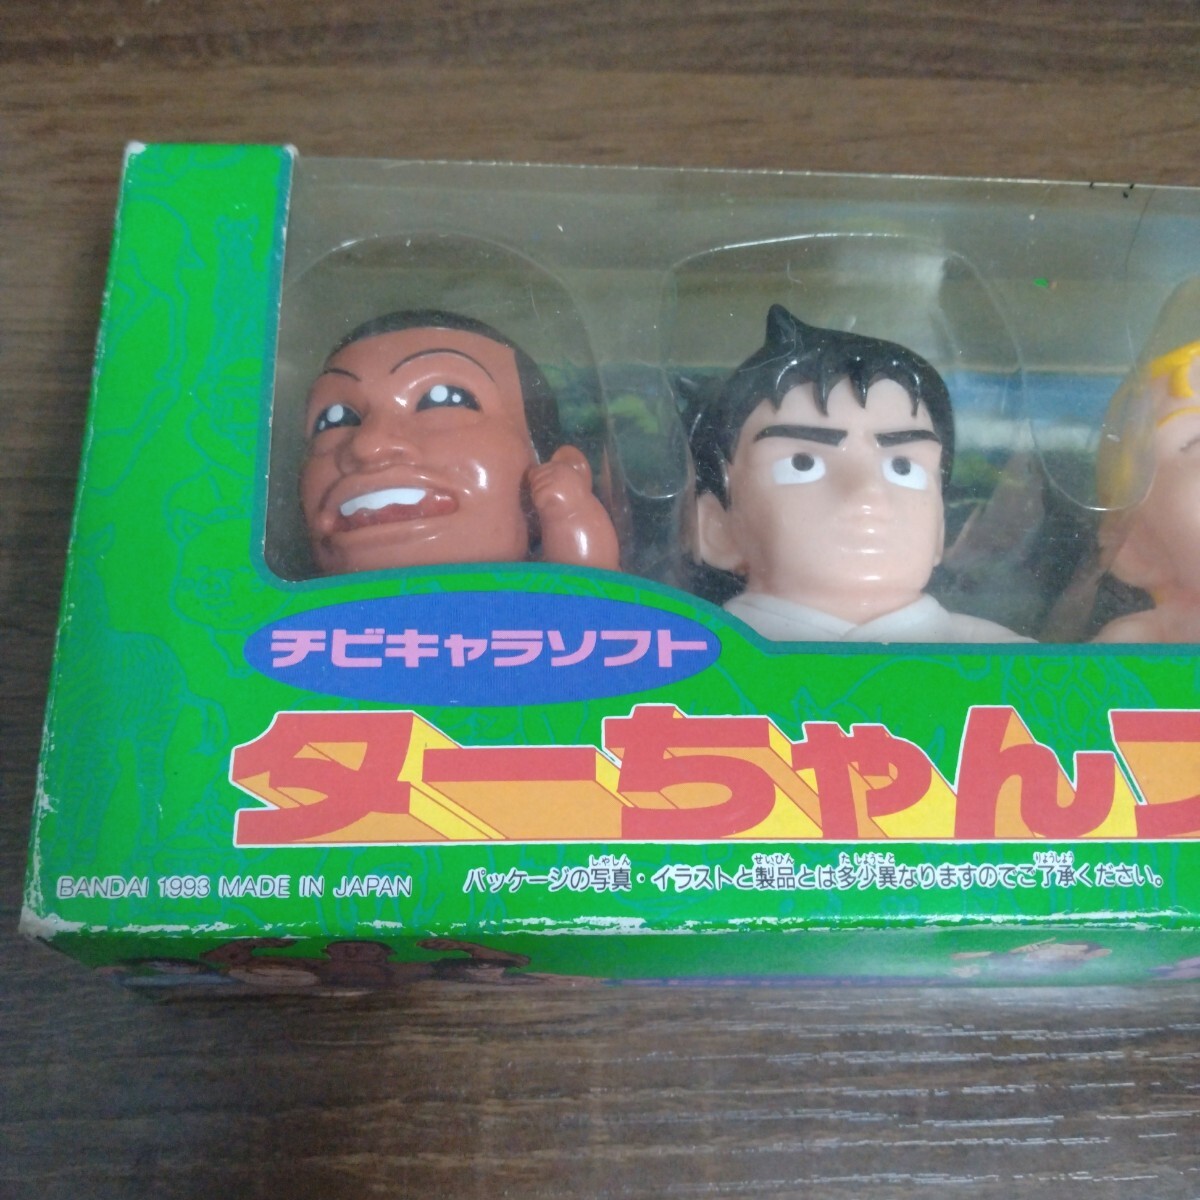 チビキャラソフト
ターちゃん
BANDAI 1993 MADE IN JAPAN
パッケージの写真・イラストと製品とは多少異なりますのでご了承ください。